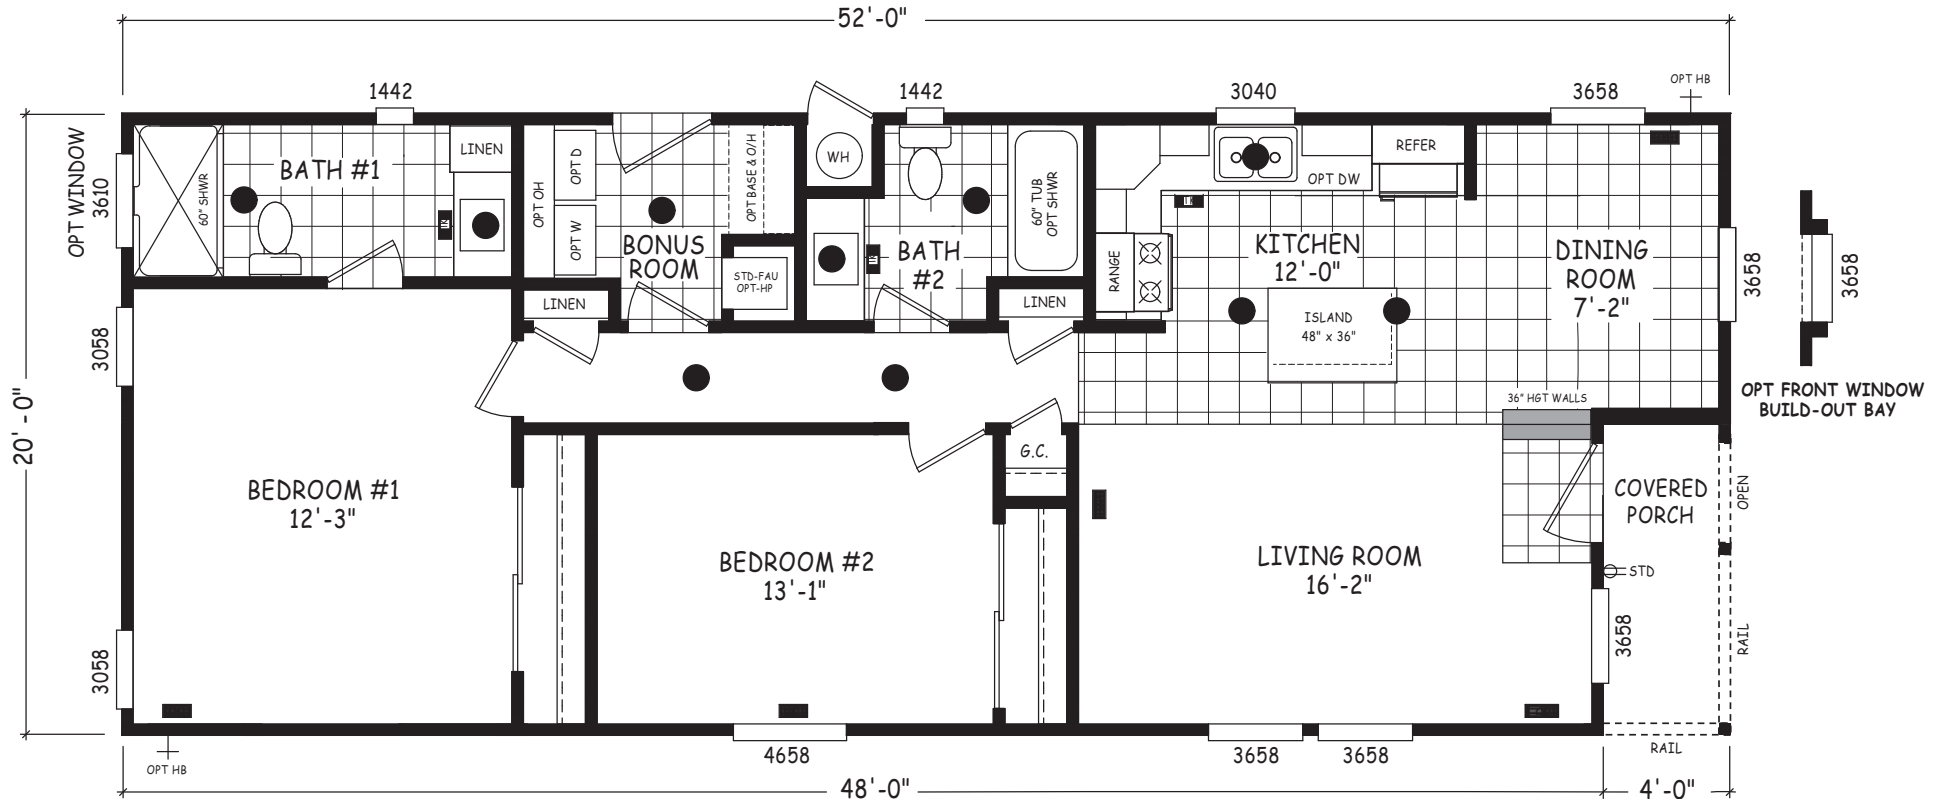 52'-0"
1442
1442
3040
3658
OPT HB
OPT WINDOW
3610
60" SHWR
BATH #1
LINEN
OPT OH
OPT D
OPT W
BONUS
ROOM
OPT BASE & O/H
STD-FAU
OPT-HP
WH
BATH
#2
60" TUB
OPT SHWR
LINEN
LINEN
REFER
OPT DW
RANGE
KITCHEN
12'-0"
ISLAND
48" x 36"
DINING
ROOM
7'-2"
3658
3658
OPT FRONT WINDOW
BUILD-OUT BAY
36" HGT WALLS
20'-0"
3058
3058
BEDROOM #1
12'-3"
G.C.
BEDROOM #2
13'-1"
LIVING ROOM
16'-2"
COVERED
PORCH
OPEN
STD
3658
RAIL
RAIL
4658
3658
3658
OPT HB
48'-0"
4'-0"